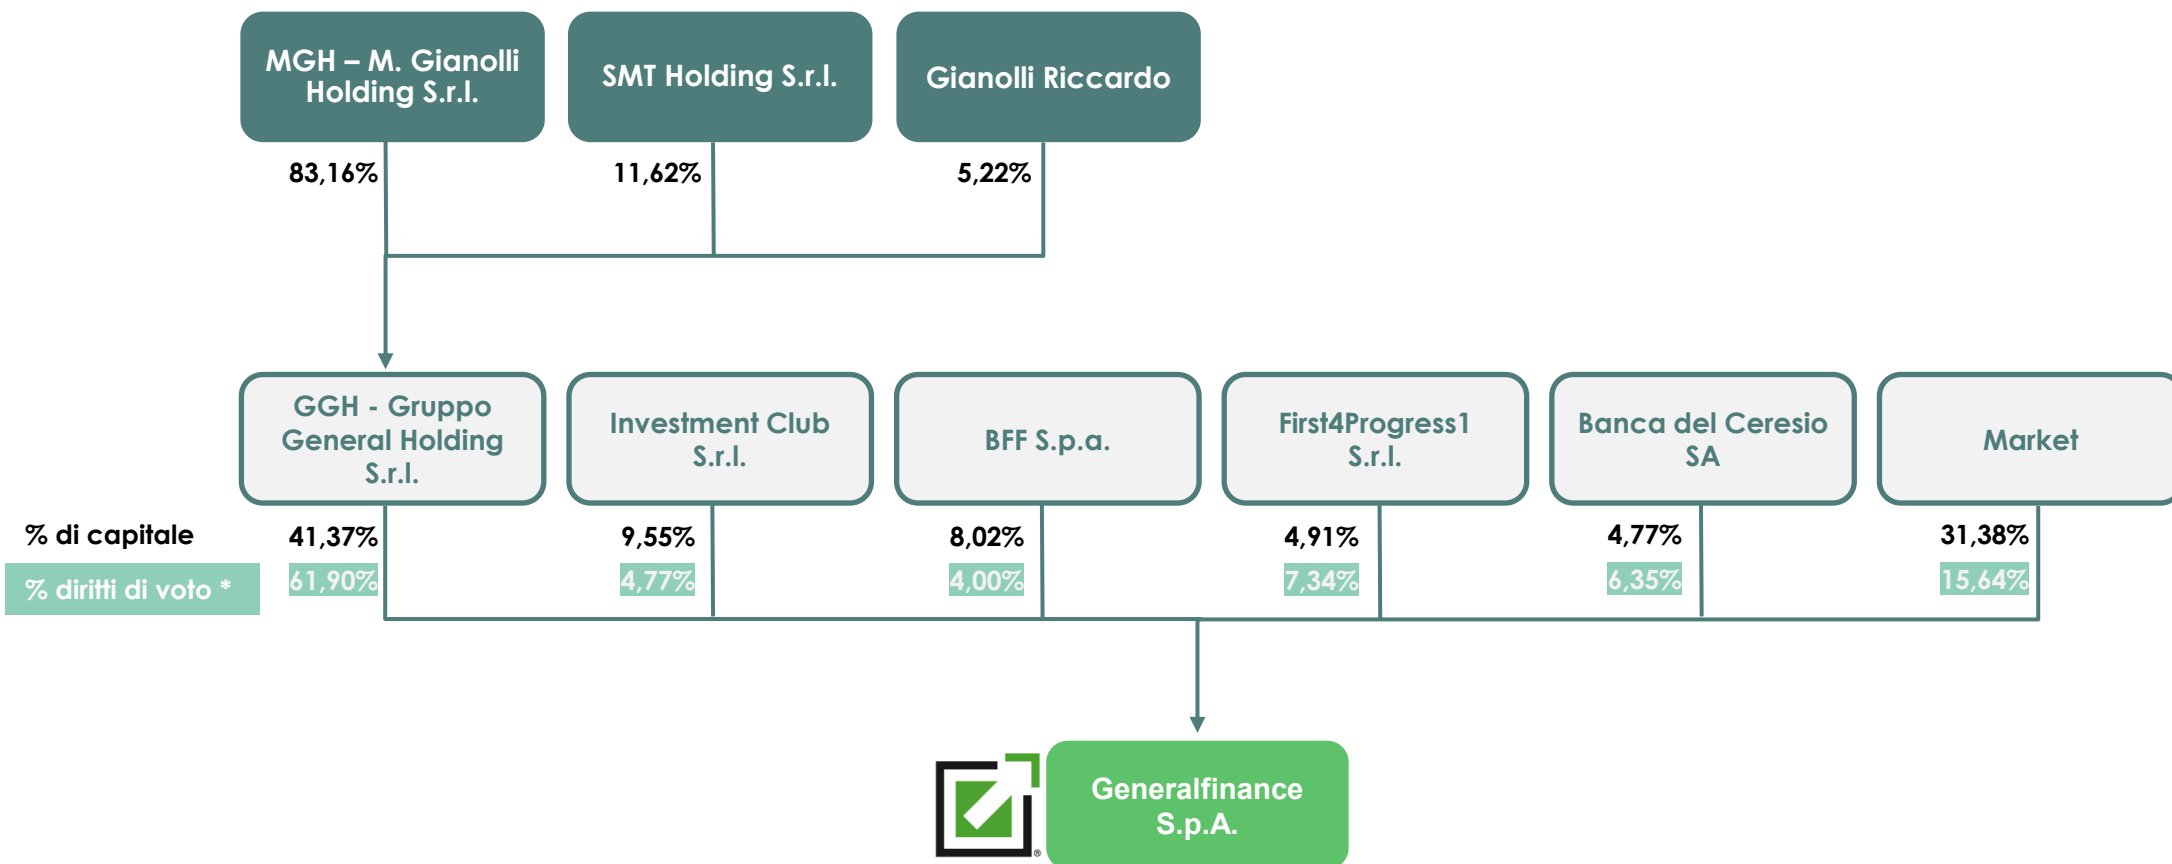 MGH – M. Gianolli
Holding S.r.l.
SMT Holding S.r.l.
Gianolli Riccardo
83,16%
11,62%
5,22%
GGH - Gruppo
General Holding
S.r.l.
Investment Club
S.r.l.
BFF S.p.a.
First4Progress1
S.r.l.
Banca del Ceresio
SA
Market
% di capitale
41,37%
9,55%
8,02%
4,91%
4,77%
31,38%
% diritti di voto *
61,90%
4,77%
4,00%
7,34%
6,35%
15,64%
®
Generalfinance
S.p.A.